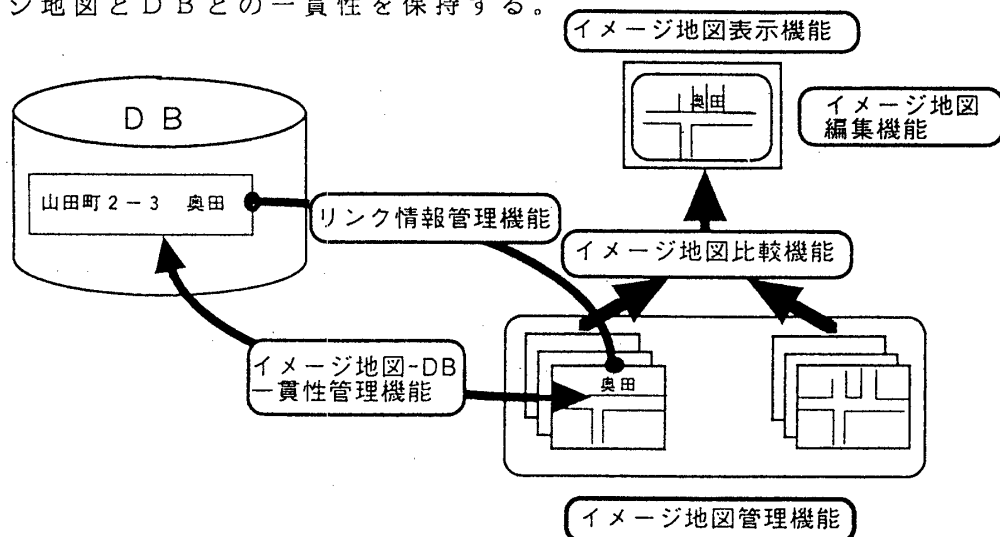 ジ地図とDBとの一貫性を保持する。
イメージ地図表示機能
奥田
イメージ地図
編集機能
DB
山田町2-3 奥田
リンク情報管理機能
イメージ地図比較機能
イメージ地図-DB
一貫性管理機能
奥田
イメージ地図管理機能